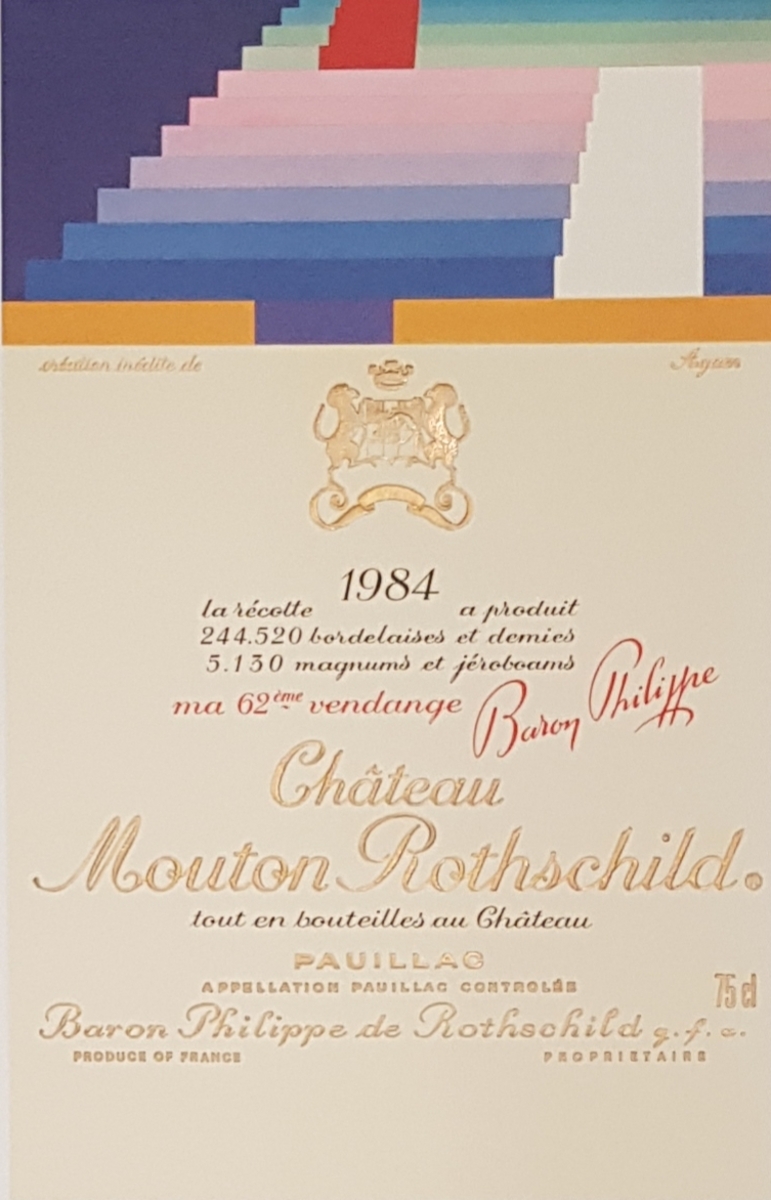 création inédite de Agam
1984
la récolte a produit
244.520 bordelaises et demies
5.130 magnums et jéroboams
ma 62ème vendange Baron Philippe
Château
Mouton Rothschild.
tout en bouteilles au Château
PAUILLAC
APPELLATION PAUILLAC CONTROLÉE
75 cl
Baron Philippe de Rothschild g.f.a.
PRODUCE OF FRANCE PROPRIETAIRE